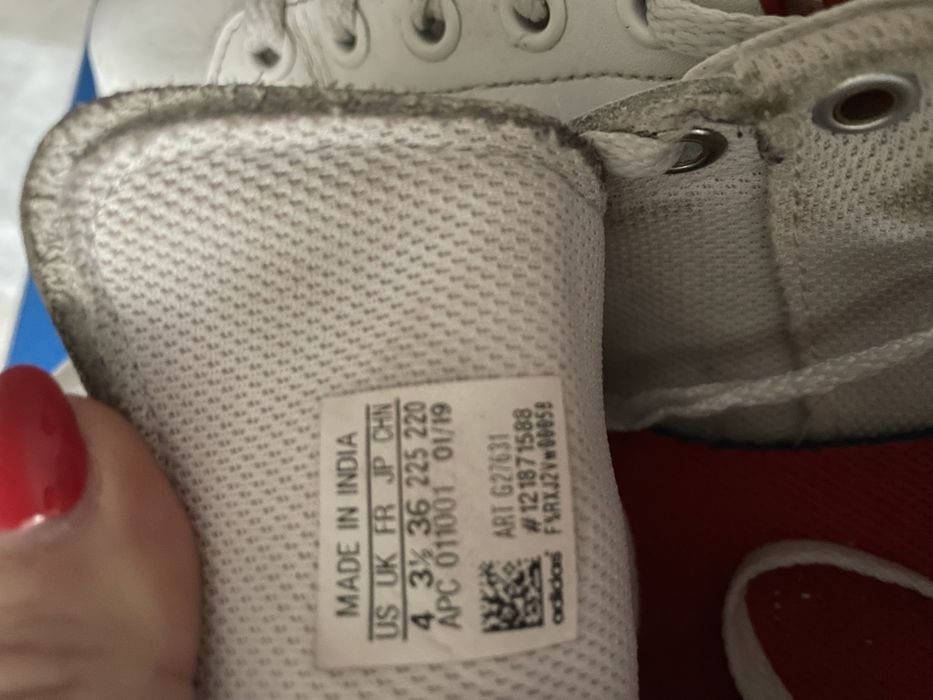 MADE IN INDIA
US UK FR JP CHN
4 3½ 36 225 220
APC 011001 01/19
ART G27631
#121871588
F%RXJ2Vw00058
adidas